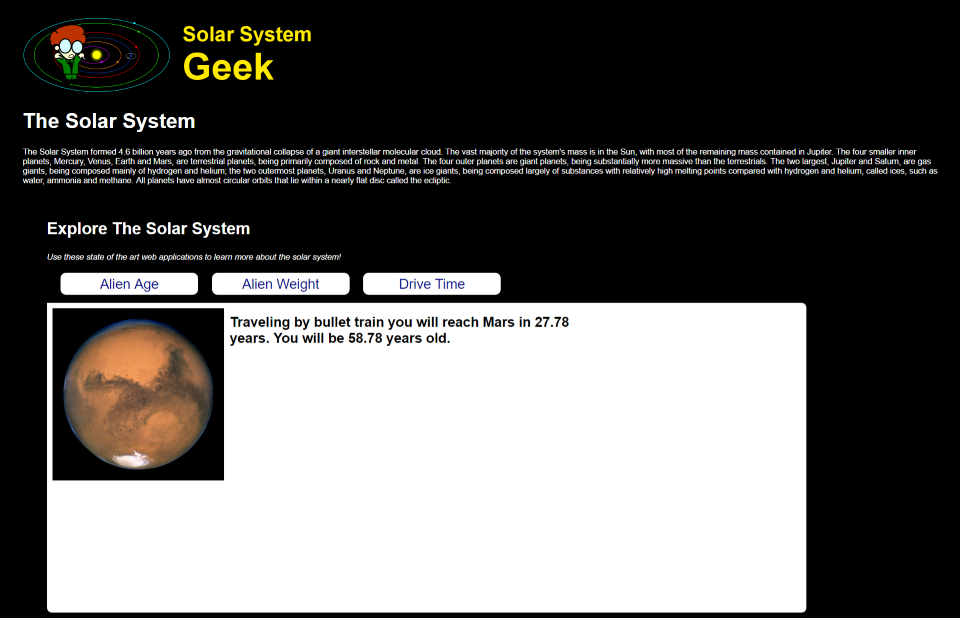 Solar System
Geek
The Solar System
The Solar System formed 4.6 billion years ago from the gravitational collapse of a giant interstellar molecular cloud. The vast majority of the system's mass is in the Sun, with most of the remaining mass contained in Jupiter. The four smaller inner
planets, Mercury, Venus, Earth and Mars, are terrestrial planets, being primarily composed of rock and metal. The four outer planets are giant planets, being substantially more massive than the terrestrials. The two largest, Jupiter and Saturn, are gas
giants, being composed mainly of hydrogen and helium; the two outermost planets, Uranus and Neptune, are ice giants, being composed largely of substances with relatively high melting points compared with hydrogen and helium, called ices, such as
water, ammonia and methane. All planets have almost circular orbits that lie within a nearly flat disc called the ecliptic.
Explore The Solar System
Use these state of the art web applications to learn more about the solar system!
Alien Age Alien Weight Drive Time
Traveling by bullet train you will reach Mars in 27.78
years. You will be 58.78 years old.